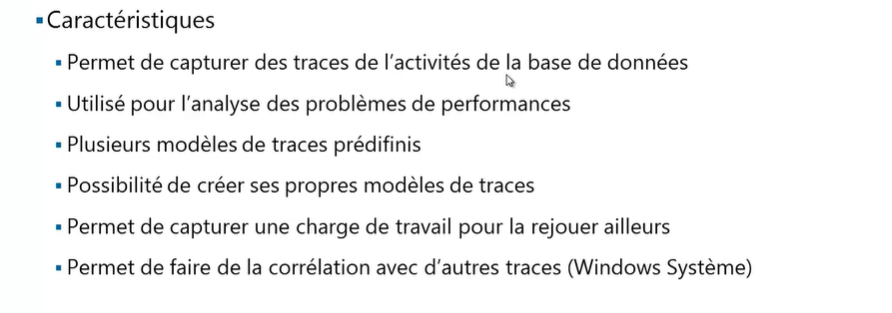 Caractéristiques
Permet de capturer des traces de l'activités de la base de données
Utilisé pour l'analyse des problèmes de performances
Plusieurs modèles de traces prédifinis
Possibilité de créer ses propres modèles de traces
Permet de capturer une charge de travail pour la rejouer ailleurs
Permet de faire de la corrélation avec d'autres traces (Windows Système)